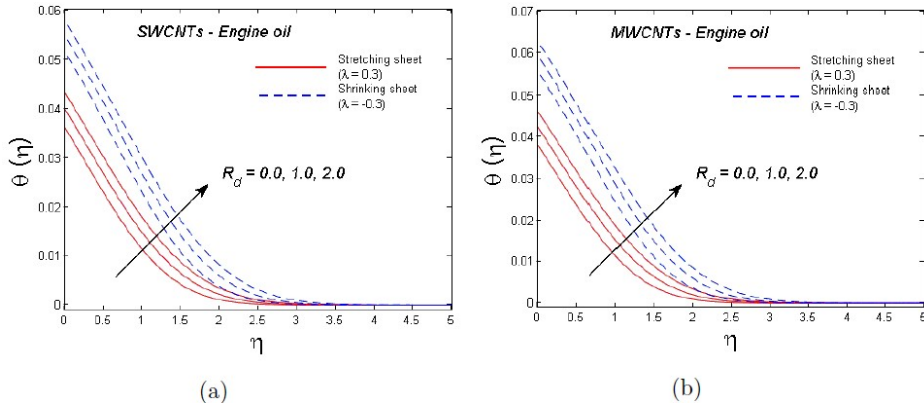 SWCNTs - Engine oil
Stretching sheet
(λ = 0.3)
Shrinking sheet
(λ = -0.3)
R_d = 0.0, 1.0, 2.0
θ (η)
0.06
0.05
0.04
0.03
0.02
0.01
0
0 0.5 1 1.5 2 2.5 3 3.5 4 4.5 5
η
(a)
MWCNTs - Engine oil
Stretching sheet
(λ = 0.3)
Shrinking sheet
(λ = -0.3)
R_d = 0.0, 1.0, 2.0
θ (η)
0.07
0.06
0.05
0.04
0.03
0.02
0.01
0
0 0.5 1 1.5 2 2.5 3 3.5 4 4.5 5
η
(b)